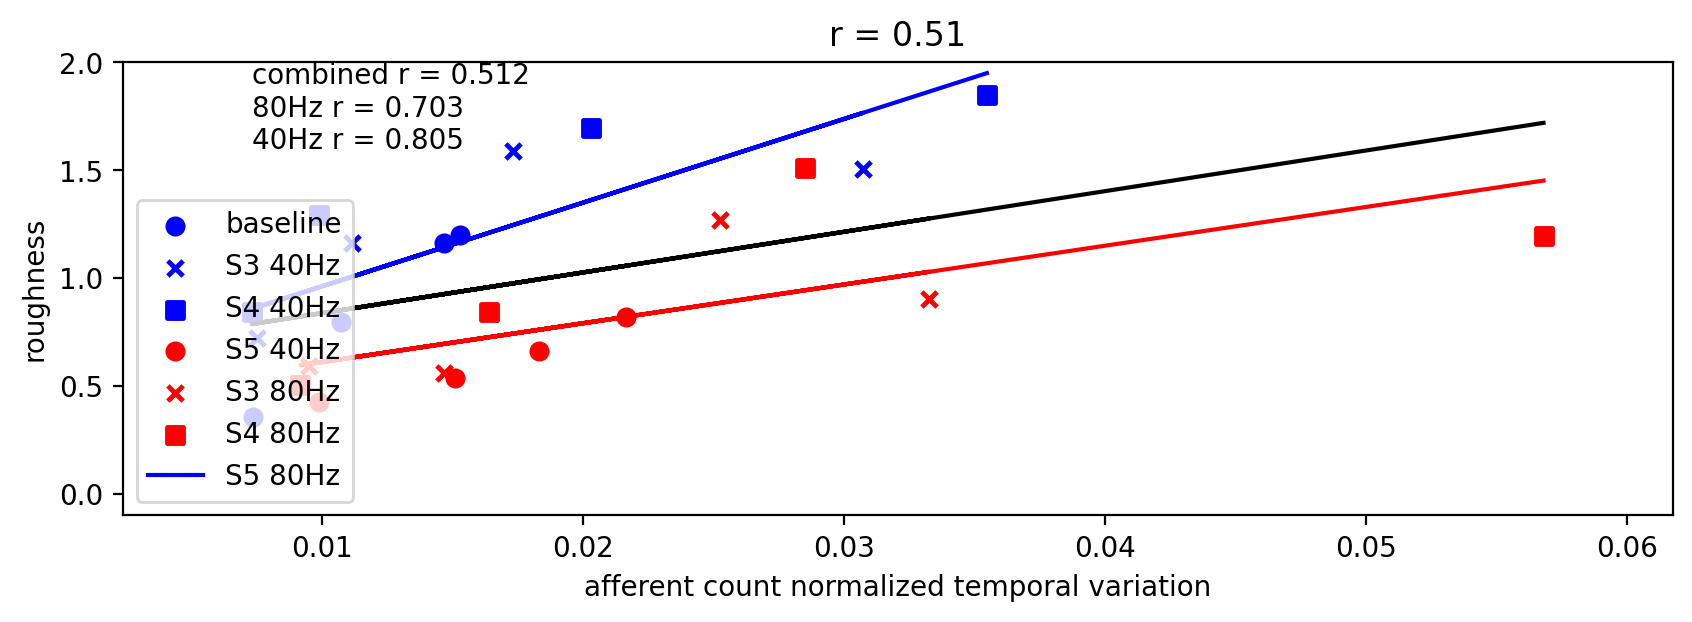 r = 0.51
combined r = 0.512
80Hz r = 0.703
40Hz r = 0.805
baseline
S3 40Hz
S4 40Hz
S5 40Hz
S3 80Hz
S4 80Hz
S5 80Hz
roughness
2.0
1.5
1.0
0.5
0.0
0.01 0.02 0.03 0.04 0.05 0.06
afferent count normalized temporal variation